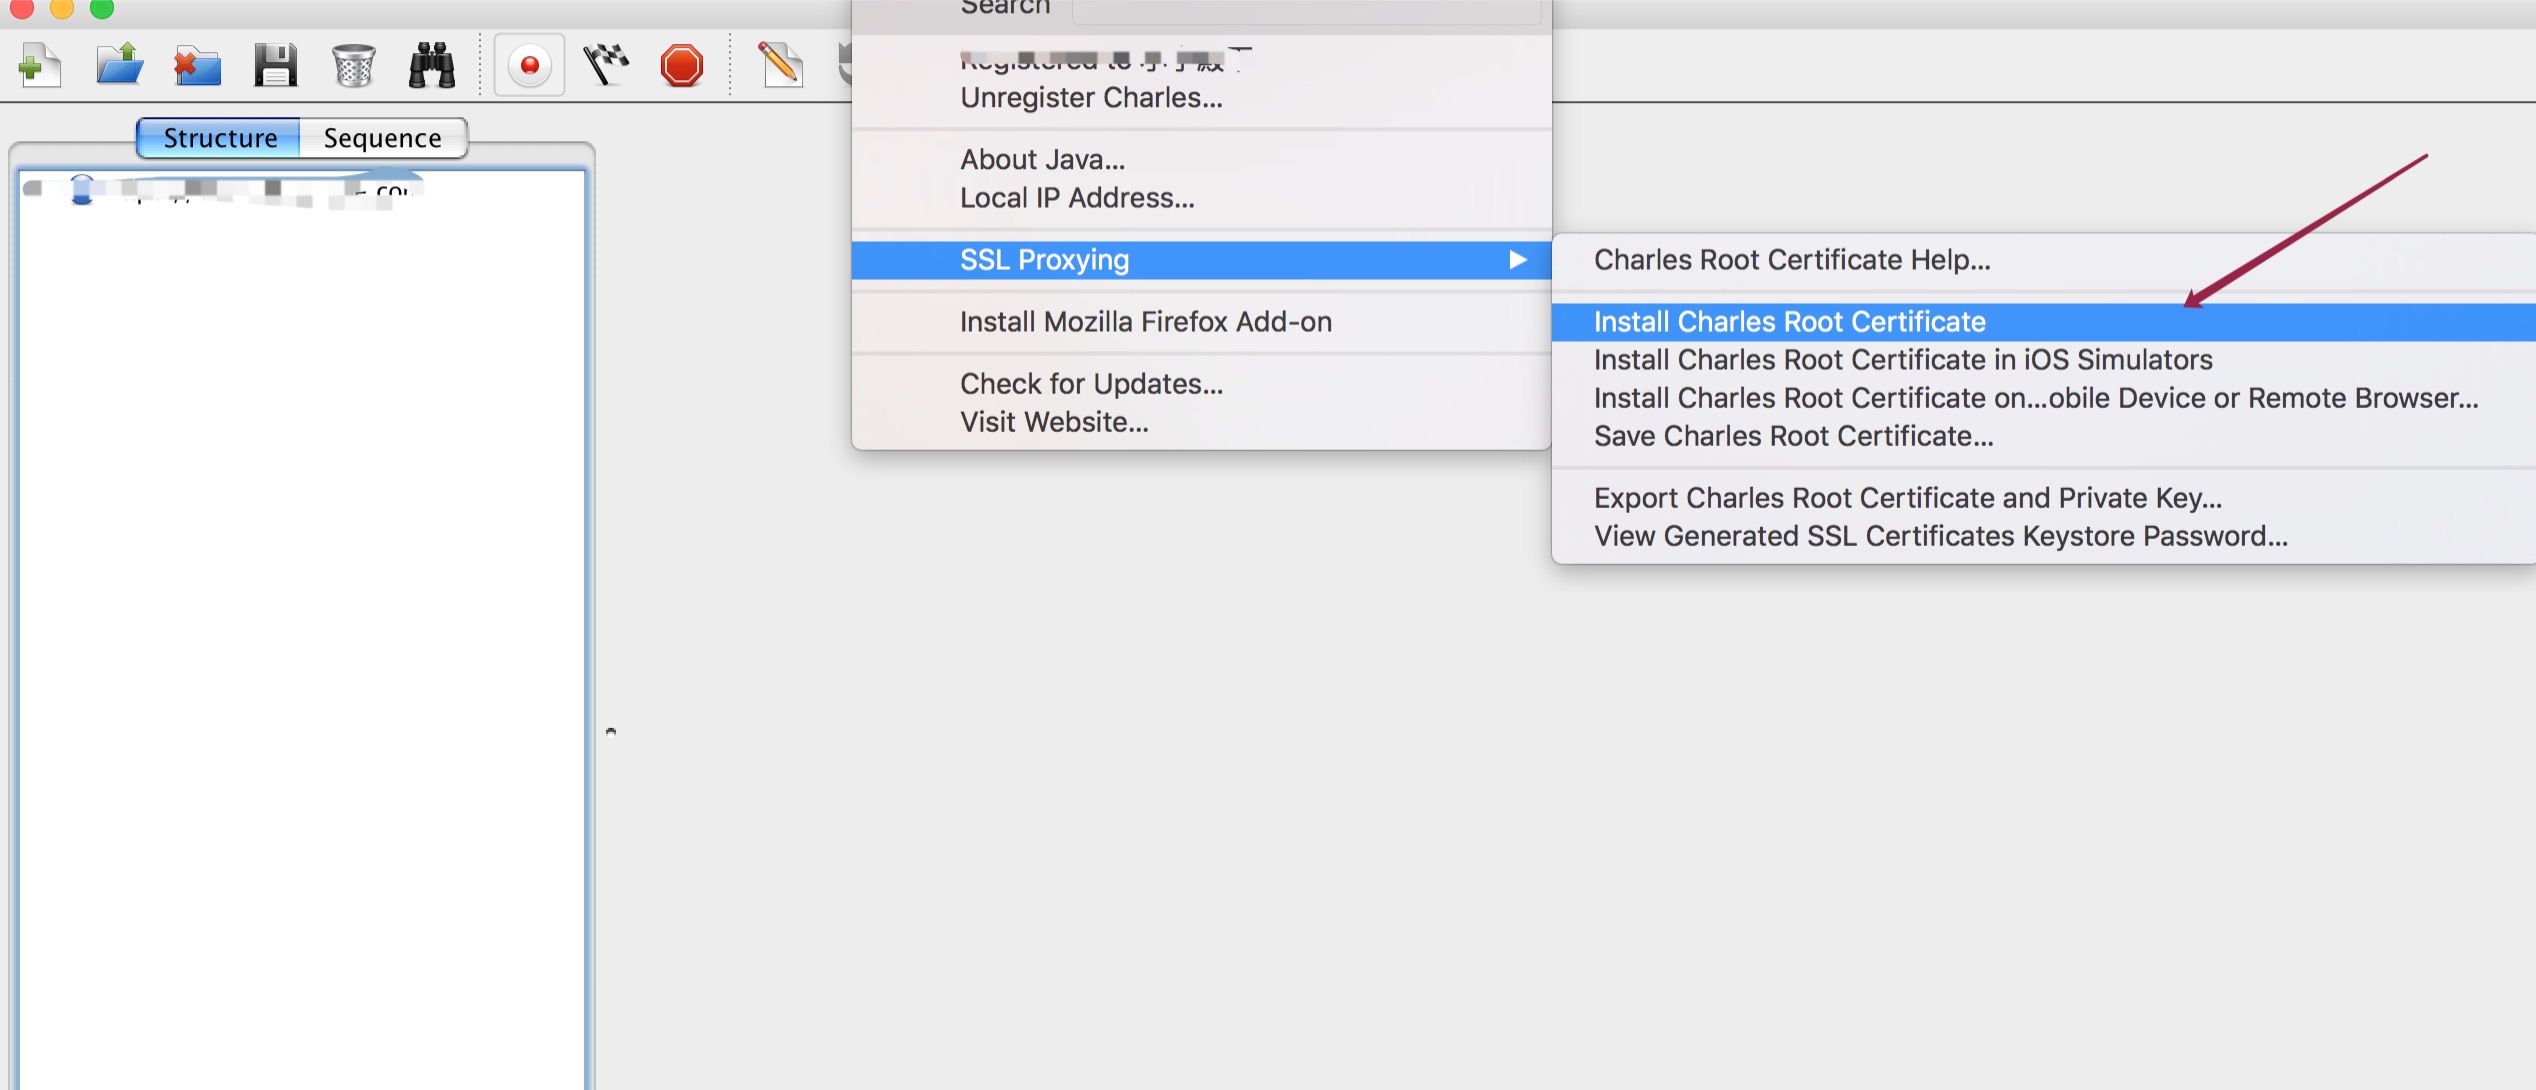 Search
Unregister Charles...
Structure
Sequence
About Java...
Local IP Address...
SSL Proxying
Charles Root Certificate Help...
Install Charles Root Certificate
Install Mozilla Firefox Add-on
Install Charles Root Certificate in iOS Simulators
Check for Updates...
Install Charles Root Certificate on...obile Device or Remote Browser...
Visit Website...
Save Charles Root Certificate...
Export Charles Root Certificate and Private Key...
View Generated SSL Certificates Keystore Password...